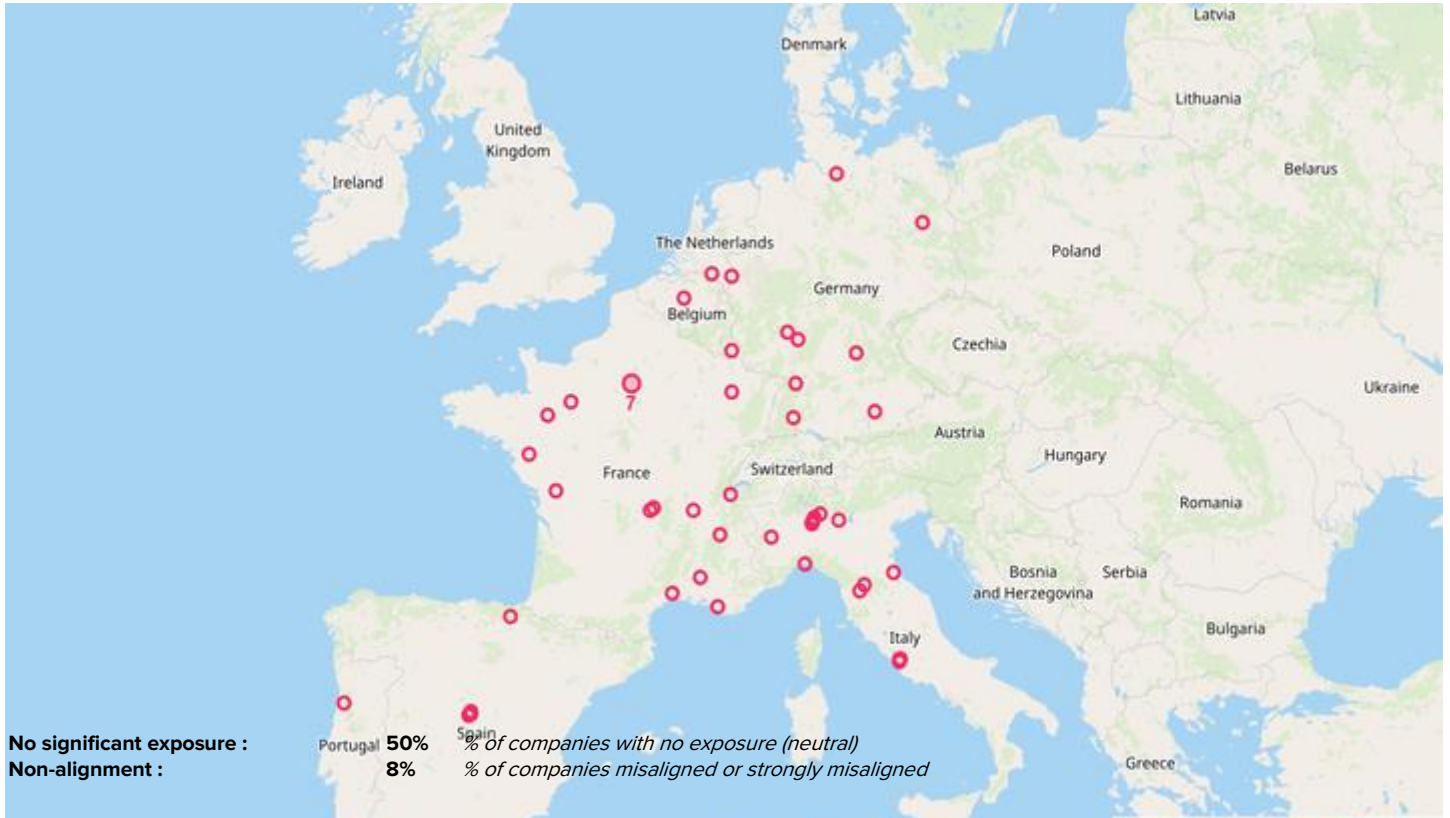 Latvia
Denmark
Lithuania
United
Kingdom
Belarus
Ireland
The Netherlands
Poland
Germany
Belgium
Czechia
Ukraine
7
Austria
Hungary
Switzerland
France
Romania
Bosnia
and Herzegovina
Serbia
Bulgaria
Italy
Spain
Portugal
Greece
No significant exposure : 50% % of companies with no exposure (neutral)
Non-alignment : 8% % of companies misaligned or strongly misaligned